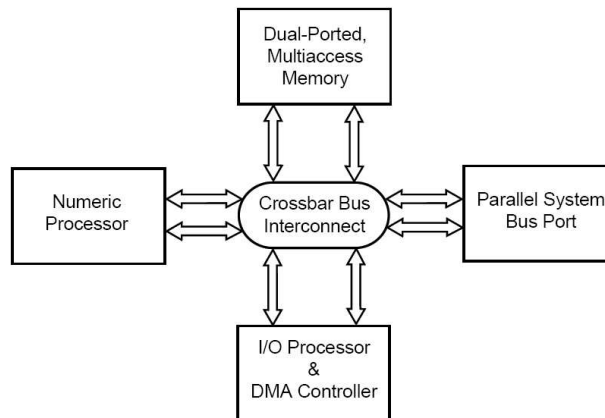 Dual-Ported,
Multiaccess
Memory
Numeric
Processor
Crossbar Bus
Interconnect
Parallel System
Bus Port
I/O Processor
&
DMA Controller